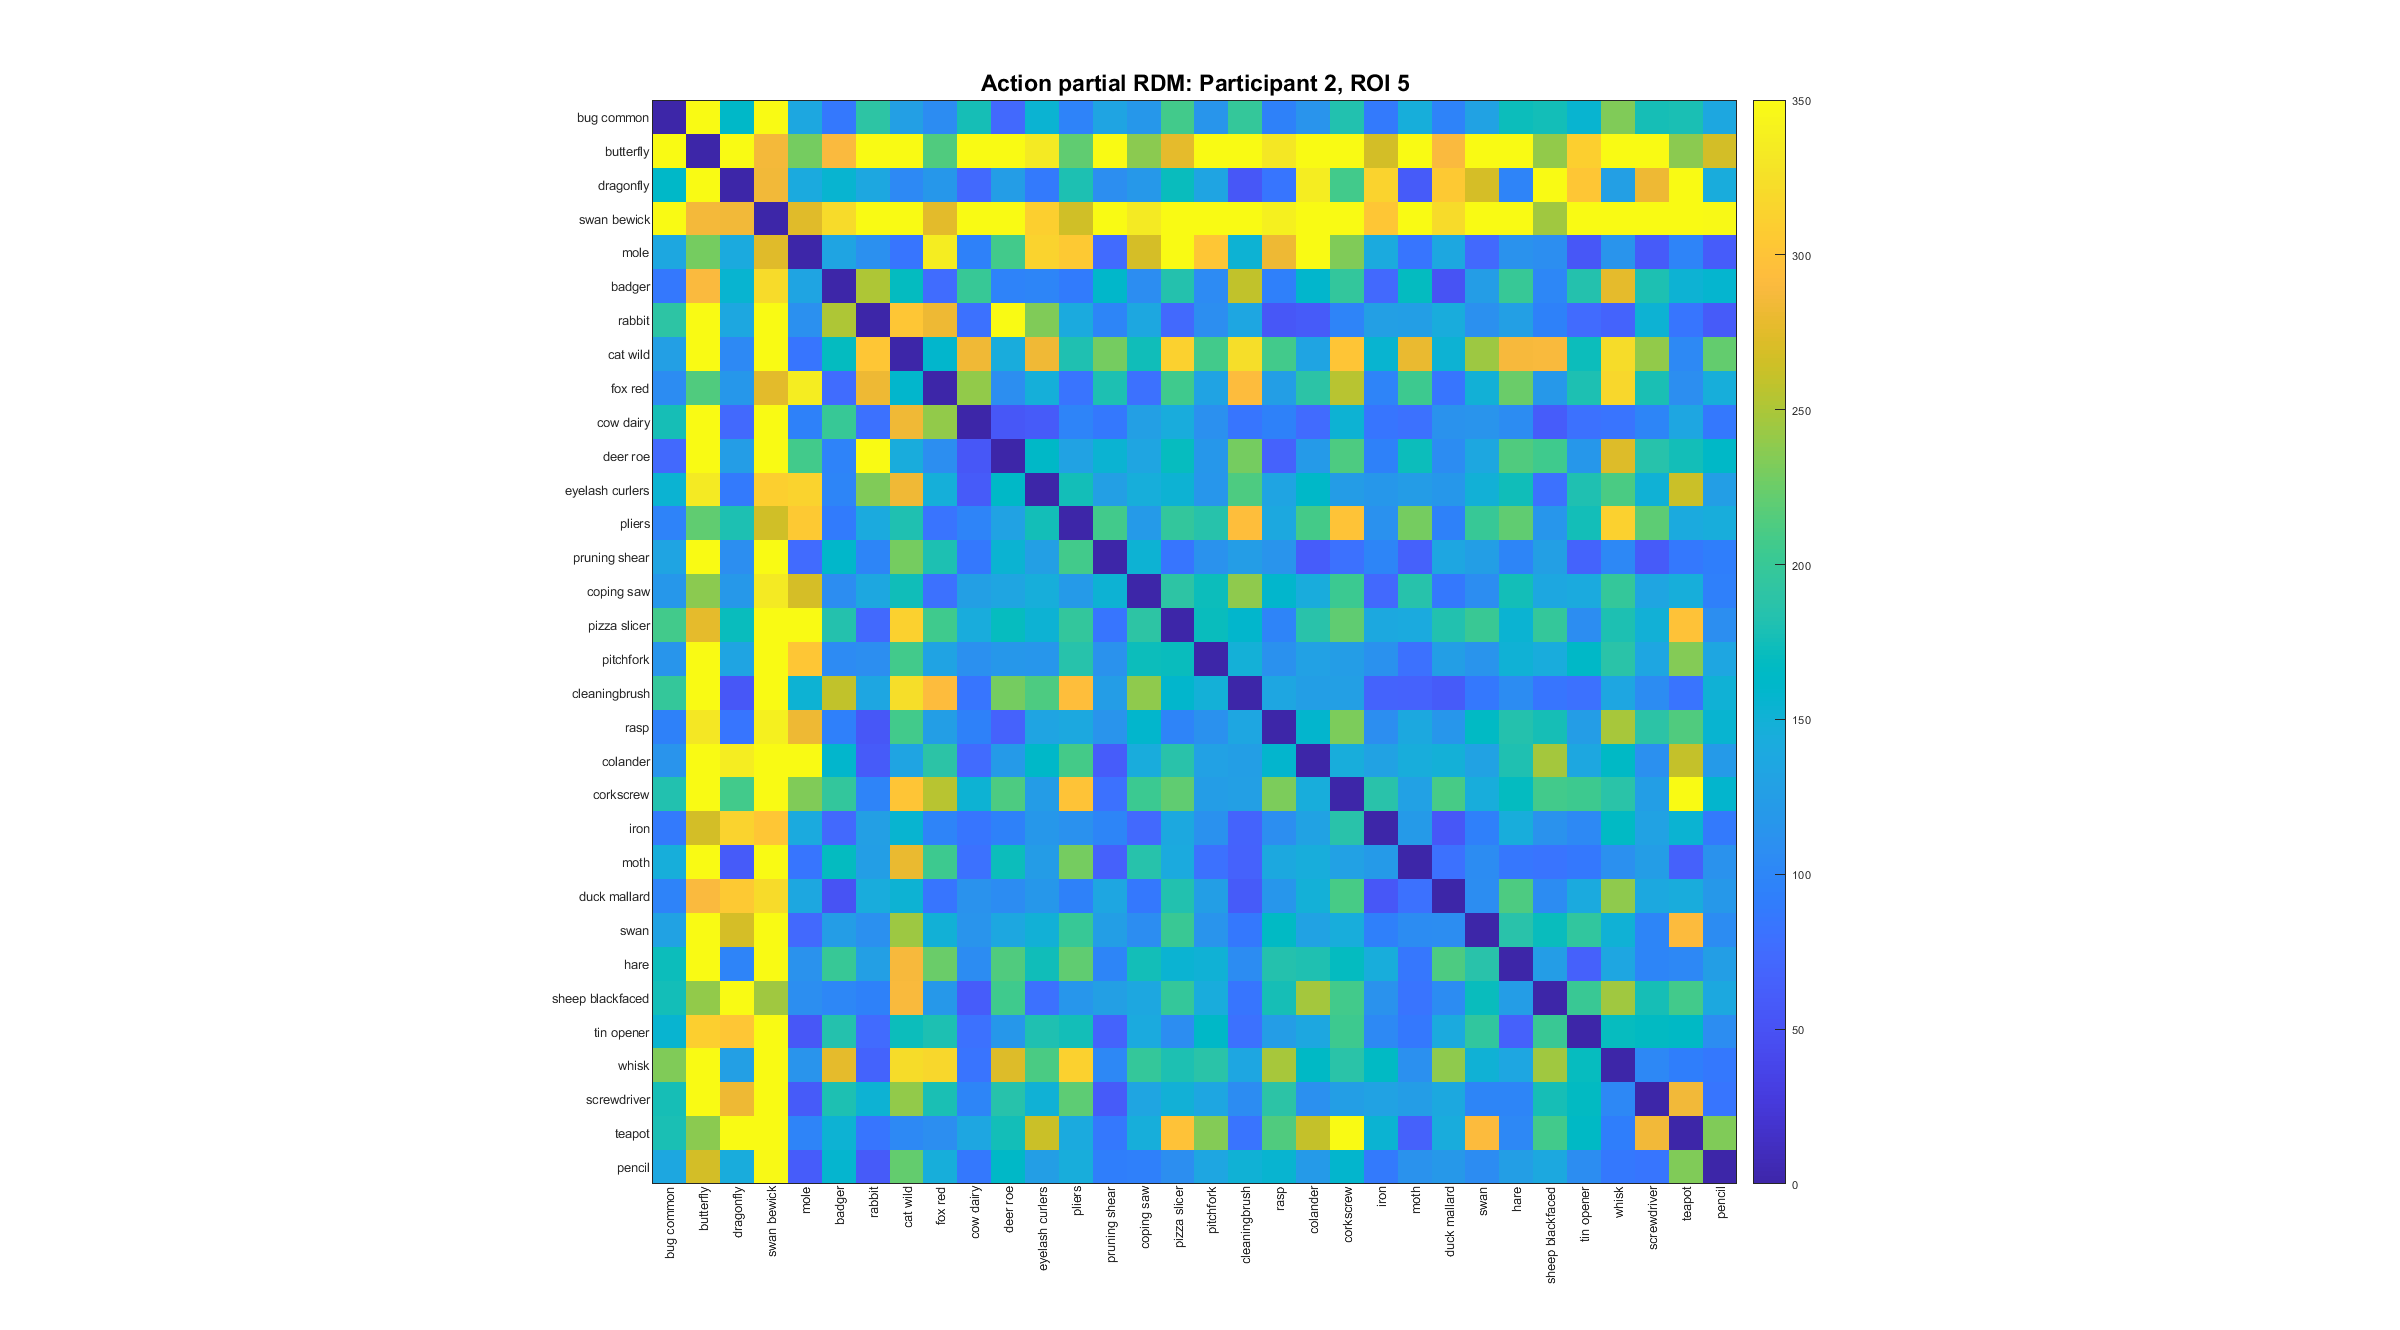 Action partial RDM: Participant 2, ROI 5
bug common
butterfly
dragonfly
swan bewick
mole
badger
rabbit
cat wild
fox red
cow dairy
deer roe
eyelash curlers
pliers
pruning shear
coping saw
pizza slicer
pitchfork
cleaningbrush
rasp
colander
corkscrew
iron
moth
duck mallard
swan
hare
sheep blackfaced
tin opener
whisk
screwdriver
teapot
pencil
bug common
butterfly
dragonfly
swan bewick
mole
badger
rabbit
cat wild
fox red
cow dairy
deer roe
eyelash curlers
pliers
pruning shear
coping saw
pizza slicer
pitchfork
cleaningbrush
rasp
colander
corkscrew
iron
moth
duck mallard
swan
hare
sheep blackfaced
tin opener
whisk
screwdriver
teapot
pencil
350
300
250
200
150
100
50
0